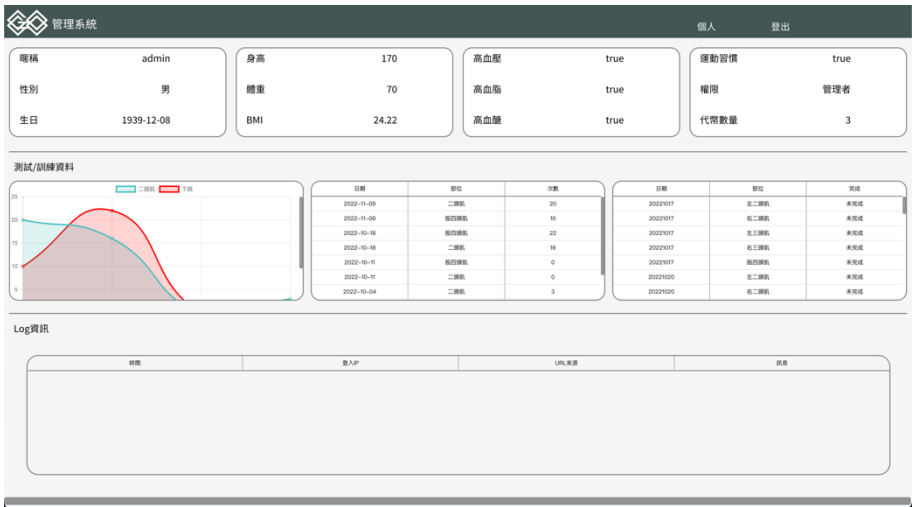 管理系統 個人 登出
暱稱 admin 身高 170 高血壓 true 運動習慣 true
性別 男 體重 70 高血脂 true 權限 管理者
生日 1939-12-08 BMI 24.22 高血醣 true 代幣數量 3
測試/訓練資料
二頭肌 下肢
25
20
15
10
5
日期 部位 次數
2022-11-09 二頭肌 20
2022-11-09 股四頭肌 10
2022-10-18 股四頭肌 22
2022-10-18 二頭肌 16
2022-10-11 股四頭肌 0
2022-10-11 二頭肌 0
2022-10-04 二頭肌 3
日期 部位 完成
20221017 左二頭肌 未完成
20221017 右二頭肌 未完成
20221017 左三頭肌 未完成
20221017 右三頭肌 未完成
20221017 股四頭肌 未完成
20221020 左二頭肌 未完成
20221020 右二頭肌 未完成
Log資訊
時間 登入IP URL來源 訊息